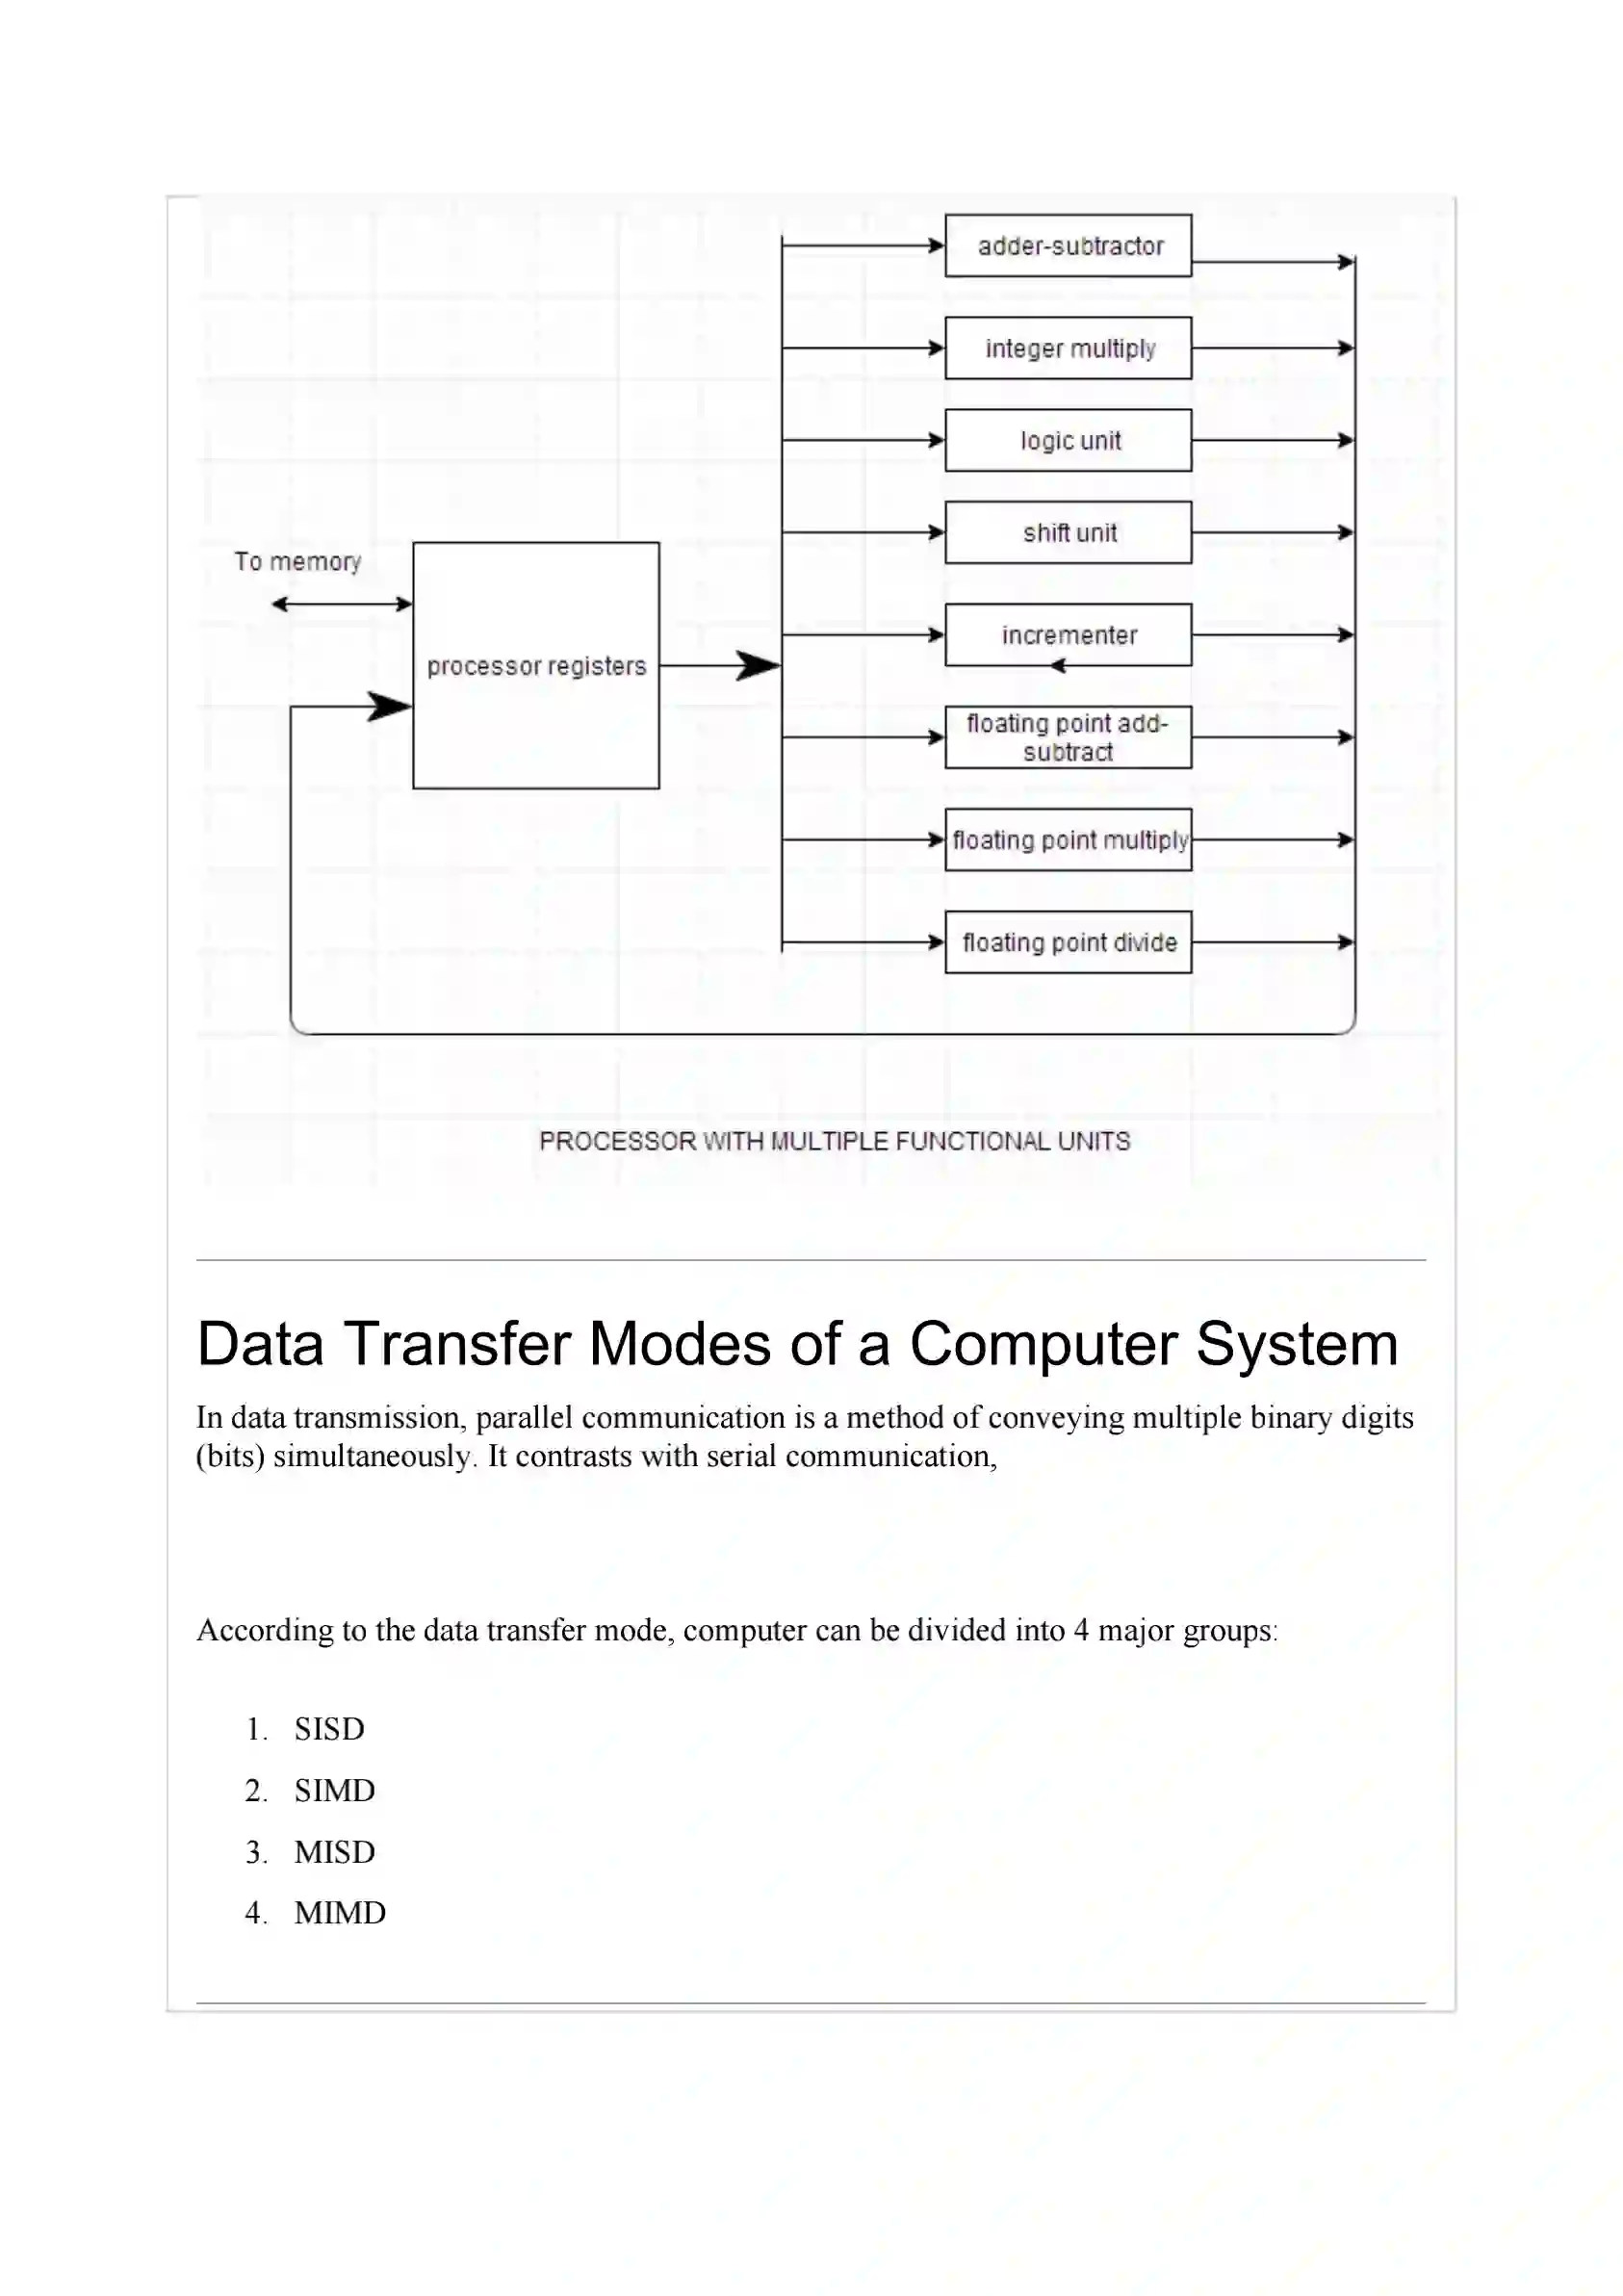 adder-subtractor
integer multiply
logic unit
shift unit
To memory
incrementer
processor registers
floating point add-
subtract
floating point multiply
floating point divide
PROCESSOR WITH MULTIPLE FUNCTIONAL UNITS
Data Transfer Modes of a Computer System
In data transmission, parallel communication is a method of conveying multiple binary digits
(bits) simultaneously. It contrasts with serial communication,
According to the data transfer mode, computer can be divided into 4 major groups:
1. SISD
2. SIMD
3. MISD
4. MIMD